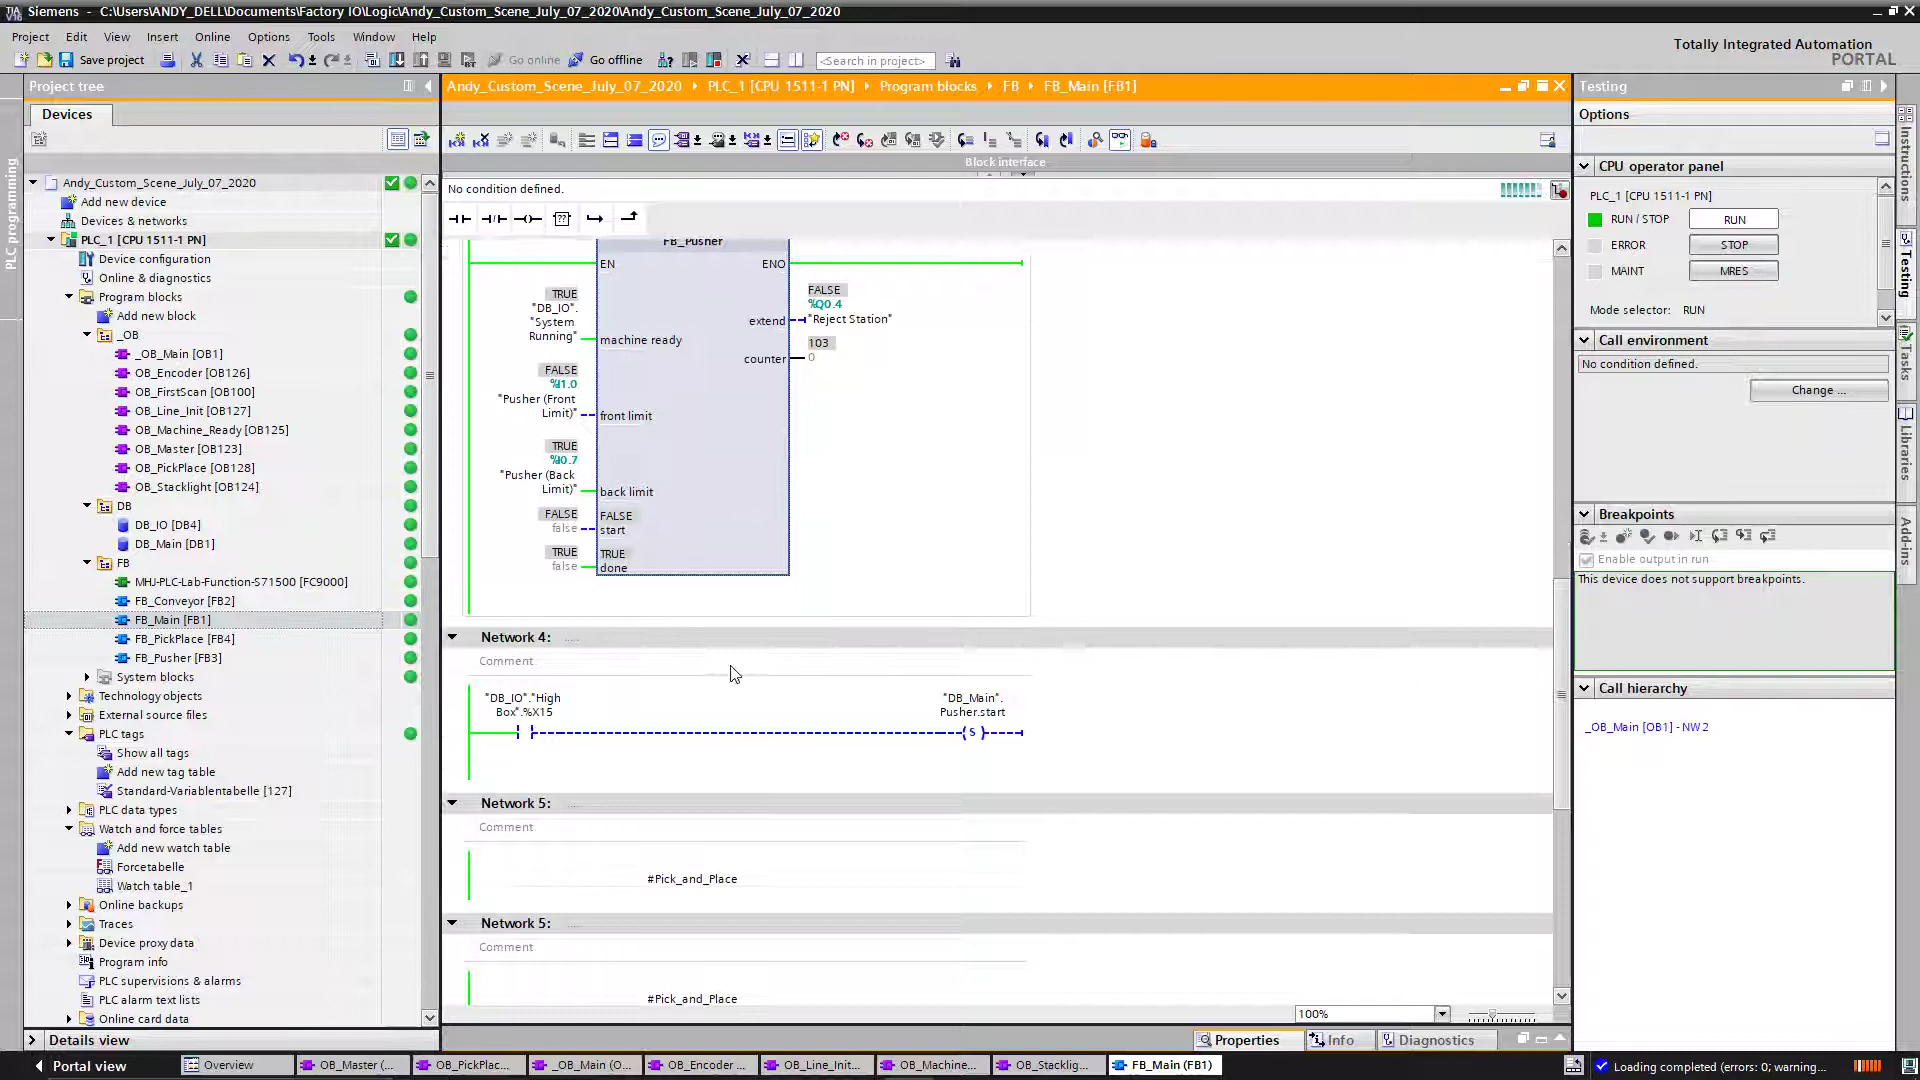 Siemens - C:\Users\ANDY_DELL\Documents\Factory IO\Logic\Andy_Custom_Scene_July_07_2020\Andy_Custom_Scene_July_07_2020
Project Edit View Insert Online Options Tools Window Help
Totally Integrated Automation
PORTAL
Save project
Go online
Go offline
<Search in project>
Project tree
Andy_Custom_Scene_July_07_2020 PLC_1 [CPU 1511-1 PN] Program blocks FB FB_Main [FB1]
Testing
Devices
Options
Block interface
CPU operator panel
Andy_Custom_Scene_July_07_2020
Add new device
Devices & networks
PLC_1 [CPU 1511-1 PN]
Device configuration
Online & diagnostics
Program blocks
Add new block
_OB
_OB_Main [OB1]
OB_Encoder [OB126]
OB_FirstScan [OB100]
OB_Line_Init [OB127]
OB_Machine_Ready [OB125]
OB_Master [OB123]
OB_PickPlace [OB128]
OB_Stacklight [OB124]
DB
DB_IO [DB4]
DB_Main [DB1]
FB
MHJ-PLC-Lab-Function-S71500 [FC9000]
FB_Conveyor [FB2]
FB_Main [FB1]
FB_PickPlace [FB4]
FB_Pusher [FB3]
System blocks
Technology objects
External source files
PLC tags
Show all tags
Add new tag table
Standard-Variablentabelle [127]
PLC data types
Watch and force tables
Add new watch table
Forcetabelle
Watch table_1
Online backups
Traces
Device proxy data
Program info
PLC supervisions & alarms
PLC alarm text lists
Online card data
Details view
PLC programming
No condition defined.
FB_Pusher
EN
ENO
TRUE
"DB_IO".
"System
Running"
machine ready
FALSE
%I1.0
"Pusher (Front
Limit)"
front limit
TRUE
%I0.7
"Pusher (Back
Limit)"
back limit
FALSE
false
FALSE
start
TRUE
false
TRUE
done
FALSE
%Q0.4
extend
"Reject Station"
103
counter
0
Network 4:
Comment
"DB_IO"."High
Box".%X15
"DB_Main".
Pusher.start
S
Network 5:
Comment
#Pick_and_Place
Network 5:
Comment
#Pick_and_Place
100%
PLC_1 [CPU 1511-1 PN]
RUN / STOP
RUN
ERROR
STOP
MAINT
MRES
Mode selector: RUN
Call environment
No condition defined.
Change ...
Breakpoints
Enable output in run
This device does not support breakpoints.
Call hierarchy
_OB_Main [OB1] - NW 2
Instructions
Testing
Tasks
Libraries
Add-ins
Properties
Info
Diagnostics
Portal view
Overview
OB_Master (...
OB_PickPlac...
_OB_Main (O...
OB_Encoder ...
OB_Line_Init...
OB_Machine...
OB_Stacklig...
FB_Main (FB1)
Loading completed (errors: 0; warning...